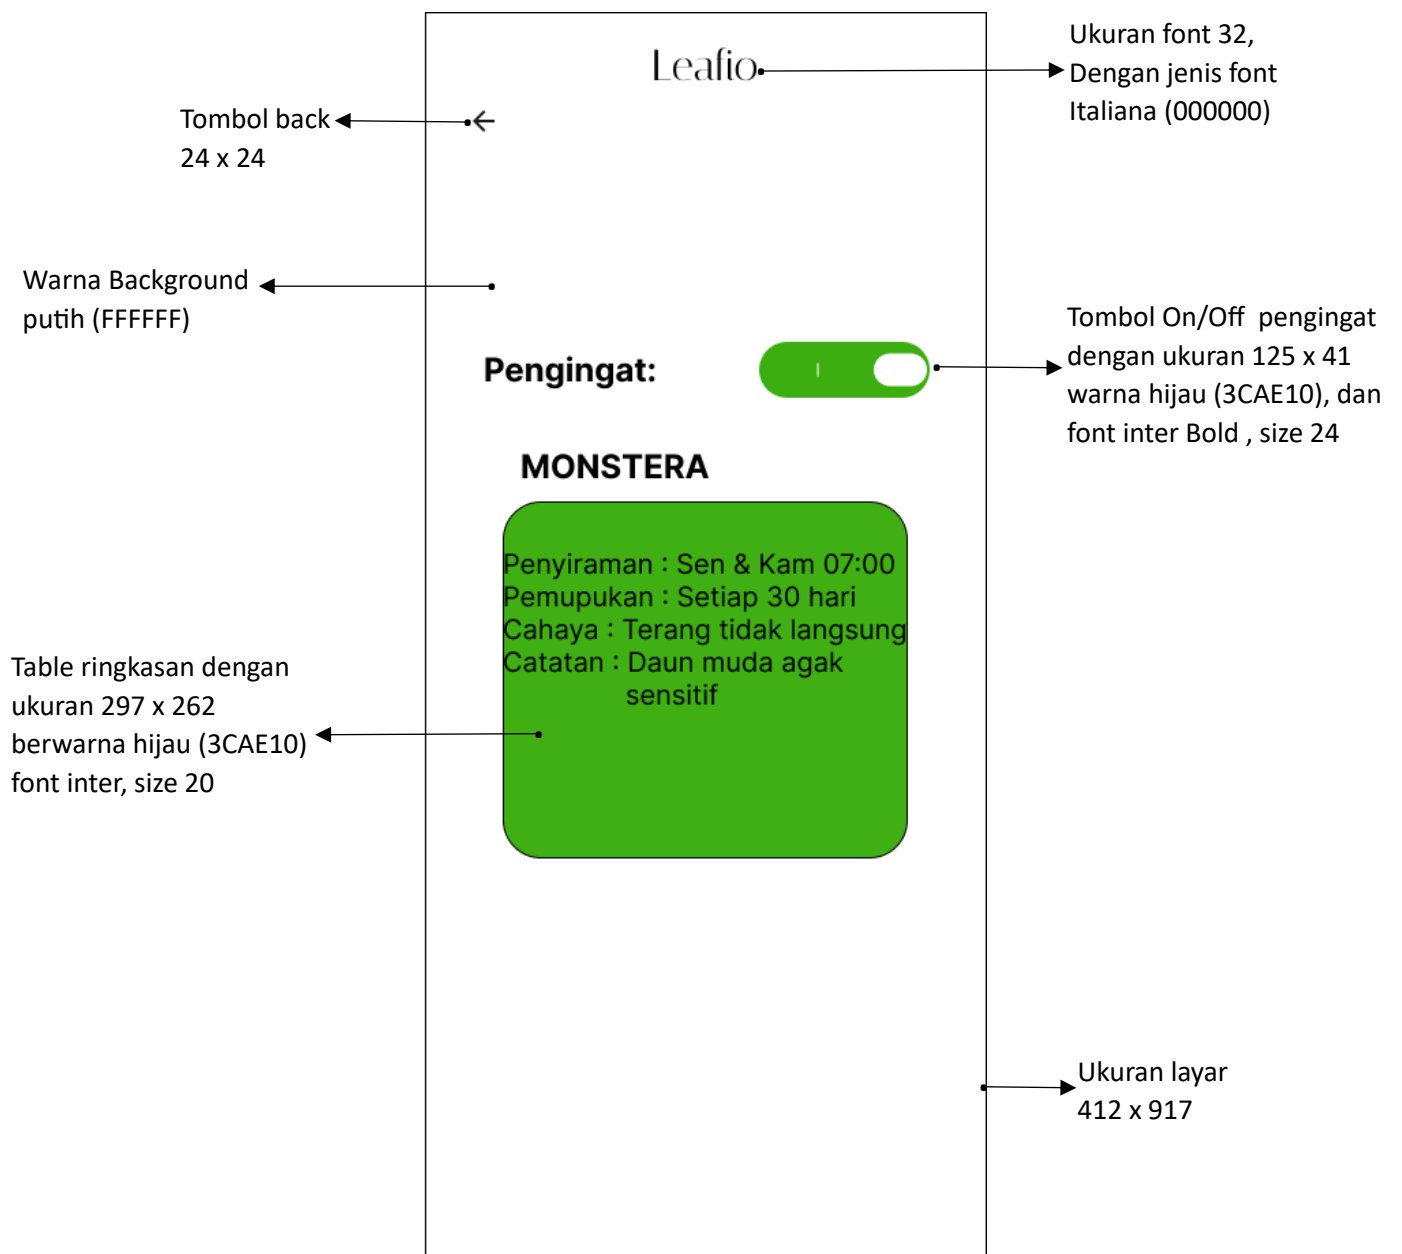 Leafio
Ukuran font 32,
Dengan jenis font
Italiana (000000)
Tombol back
24 x 24
Warna Background
putih (FFFFFF)
Pengingat:
Tombol On/Off  pengingat
dengan ukuran 125 x 41
warna hijau (3CAE10), dan
font inter Bold , size 24
MONSTERA
Penyiraman : Sen & Kam 07:00
Pemupukan : Setiap 30 hari
Cahaya : Terang tidak langsung
Catatan : Daun muda agak
sensitif
Table ringkasan dengan
ukuran 297 x 262
berwarna hijau (3CAE10)
font inter, size 20
Ukuran layar
412 x 917